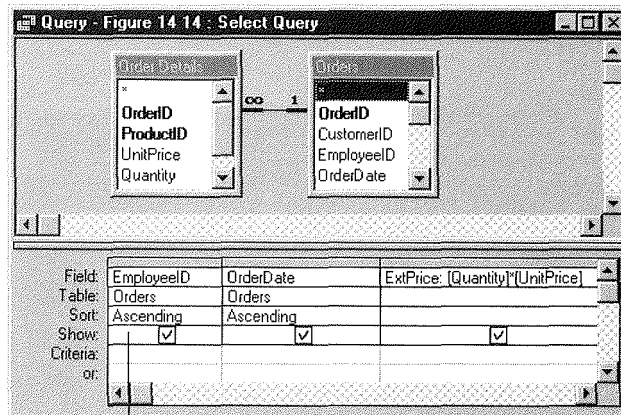 Query - Figure 14 14 : Select Query
Order Details
*
OrderID
ProductID
UnitPrice
Quantity
∞ 1
Orders
*
OrderID
CustomerID
EmployeeID
OrderDate
Field: EmployeeID OrderDate ExtPrice: [Quantity]*[UnitPrice]
Table: Orders Orders
Sort: Ascending Ascending
Show:
Criteria:
or: